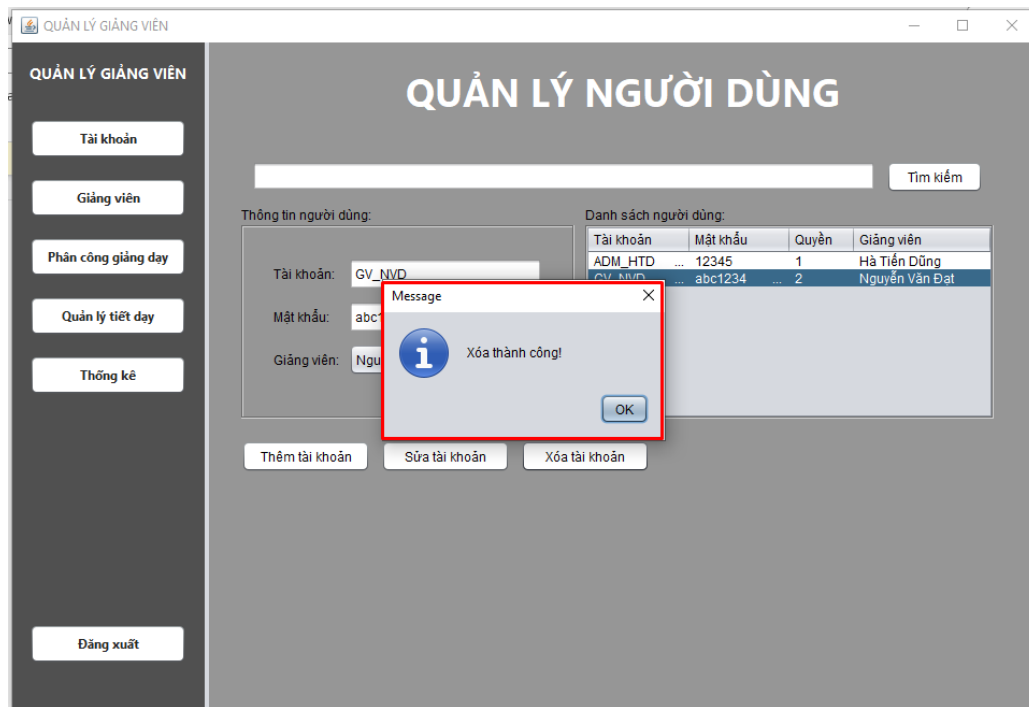 QUẢN LÝ GIẢNG VIÊN
QUẢN LÝ GIẢNG VIÊN
Tài khoản
Giảng viên
Phân công giảng dạy
Quản lý tiết dạy
Thống kê
Đăng xuất
QUẢN LÝ NGƯỜI DÙNG
Tìm kiếm
Thông tin người dùng:
Tài khoản: GV_NVD
Mật khẩu: abc1
Giảng viên: Ngu
Danh sách người dùng:
Tài khoản Mật khẩu Quyền Giảng viên
ADM_HTD ... 12345 1 Hà Tiến Dũng
GV_NVD ... abc1234 ... 2 Nguyễn Văn Đạt
Message
Xóa thành công!
OK
Thêm tài khoản Sửa tài khoản Xóa tài khoản